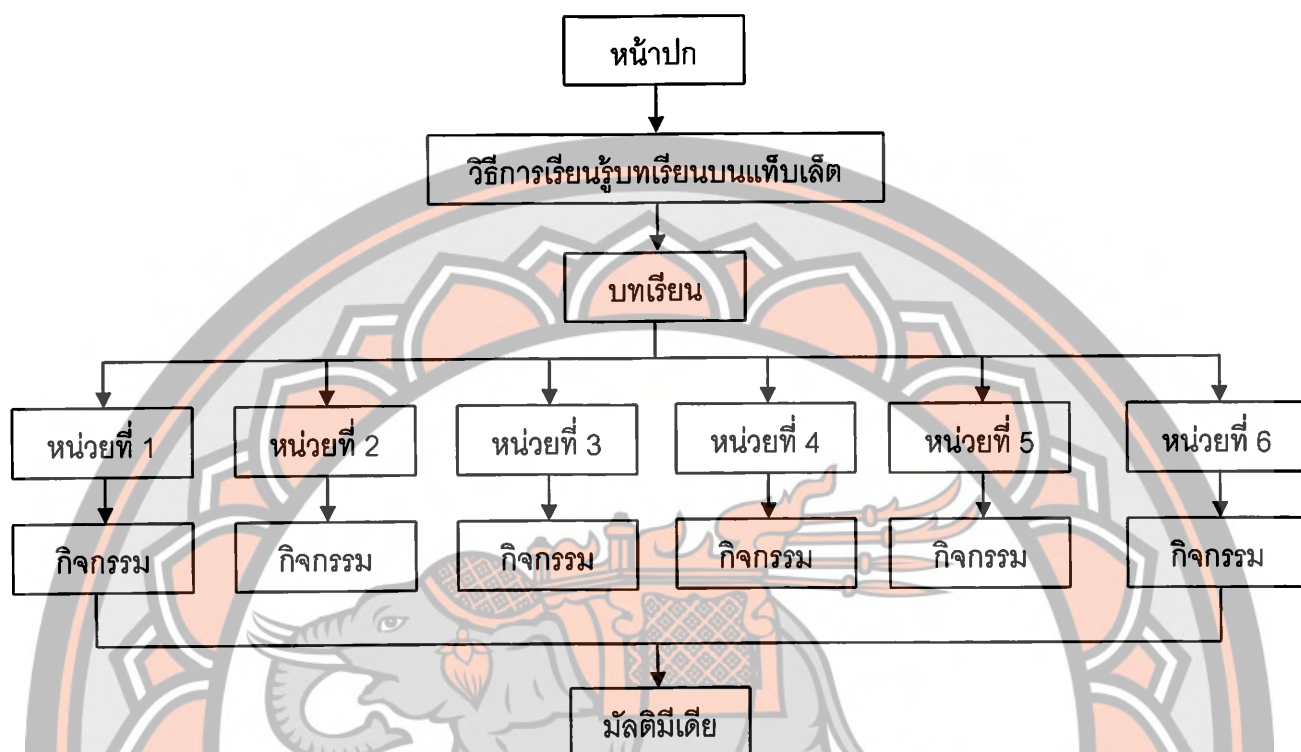 หน้าปก
วิธีการเรียนรู้บทเรียนบนแท็บเล็ต
บทเรียน
หน่วยที่ 1 หน่วยที่ 2 หน่วยที่ 3 หน่วยที่ 4 หน่วยที่ 5 หน่วยที่ 6
กิจกรรม กิจกรรม กิจกรรม กิจกรรม กิจกรรม กิจกรรม
มัลติมีเดีย